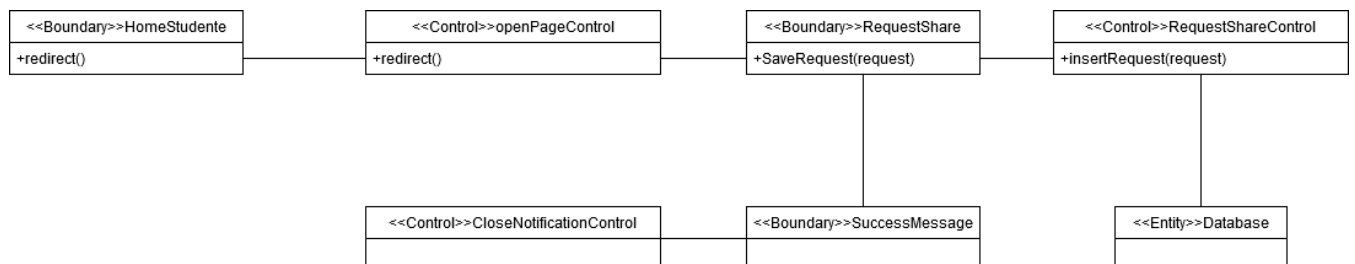 <<Boundary>>HomeStudente
+redirect()
<<Control>>openPageControl
+redirect()
<<Boundary>>RequestShare
+SaveRequest(request)
<<Control>>RequestShareControl
+insertRequest(request)
<<Control>>CloseNotificationControl
<<Boundary>>SuccessMessage
<<Entity>>Database